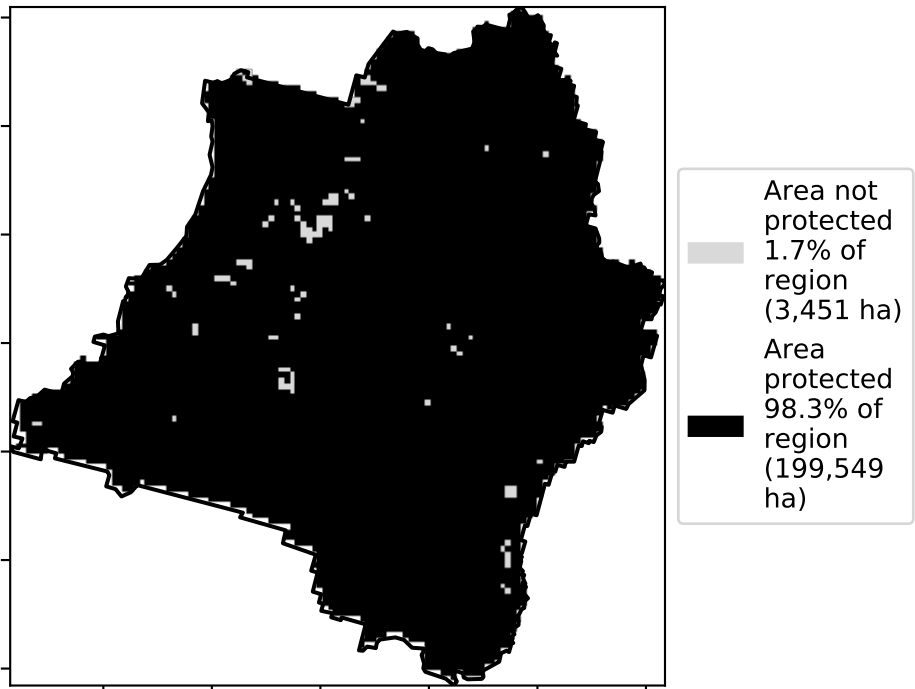 Area not
protected
1.7% of
region
(3,451 ha)
Area
protected
98.3% of
region
(199,549
ha)